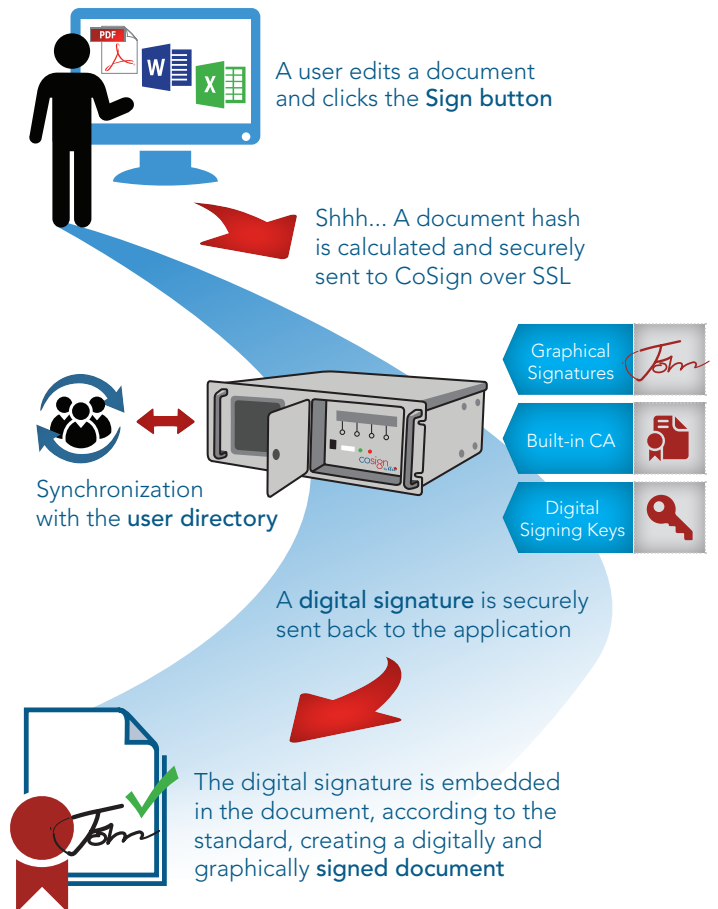 PDF
W
X
A user edits a document
and clicks the Sign button
Shhh... A document hash
is calculated and securely
sent to CoSign over SSL
Graphical
Signatures
John
Built-in CA
Digital
Signing Keys
cosign
Synchronization
with the user directory
A digital signature is securely
sent back to the application
The digital signature is embedded
in the document, according to the
standard, creating a digitally and
graphically signed document
John